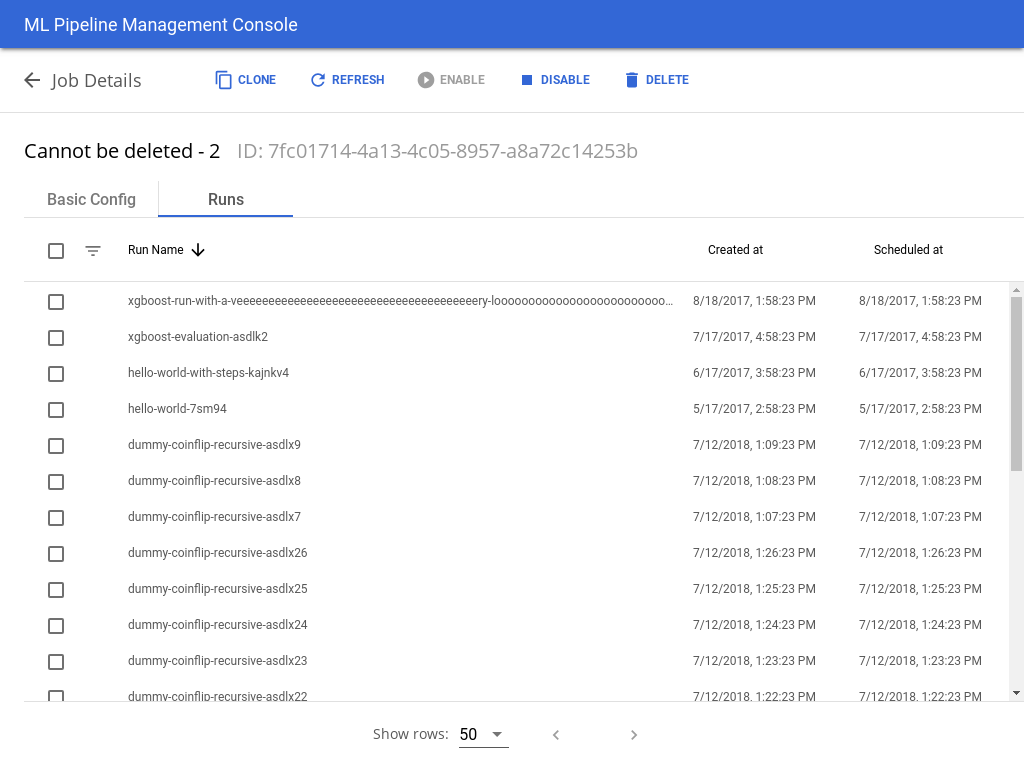 ML Pipeline Management Console
Job Details CLONE REFRESH ENABLE DISABLE DELETE
Cannot be deleted - 2 ID: 7fc01714-4a13-4c05-8957-a8a72c14253b
Basic Config Runs
Run Name Created at Scheduled at
xgboost-run-with-a-veeeeeeeeeeeeeeeeeeeeeeeeeeeeeeeeeeeeeery-looooooooooooooooooooooooo... 8/18/2017, 1:58:23 PM 8/18/2017, 1:58:23 PM
xgboost-evaluation-asdlk2 7/17/2017, 4:58:23 PM 7/17/2017, 4:58:23 PM
hello-world-with-steps-kajnkv4 6/17/2017, 3:58:23 PM 6/17/2017, 3:58:23 PM
hello-world-7sm94 5/17/2017, 2:58:23 PM 5/17/2017, 2:58:23 PM
dummy-coinflip-recursive-asdlx9 7/12/2018, 1:09:23 PM 7/12/2018, 1:09:23 PM
dummy-coinflip-recursive-asdlx8 7/12/2018, 1:08:23 PM 7/12/2018, 1:08:23 PM
dummy-coinflip-recursive-asdlx7 7/12/2018, 1:07:23 PM 7/12/2018, 1:07:23 PM
dummy-coinflip-recursive-asdlx26 7/12/2018, 1:26:23 PM 7/12/2018, 1:26:23 PM
dummy-coinflip-recursive-asdlx25 7/12/2018, 1:25:23 PM 7/12/2018, 1:25:23 PM
dummy-coinflip-recursive-asdlx24 7/12/2018, 1:24:23 PM 7/12/2018, 1:24:23 PM
dummy-coinflip-recursive-asdlx23 7/12/2018, 1:23:23 PM 7/12/2018, 1:23:23 PM
dummy-coinflip-recursive-asdlx22 7/12/2018, 1:22:23 PM 7/12/2018, 1:22:23 PM
Show rows: 50